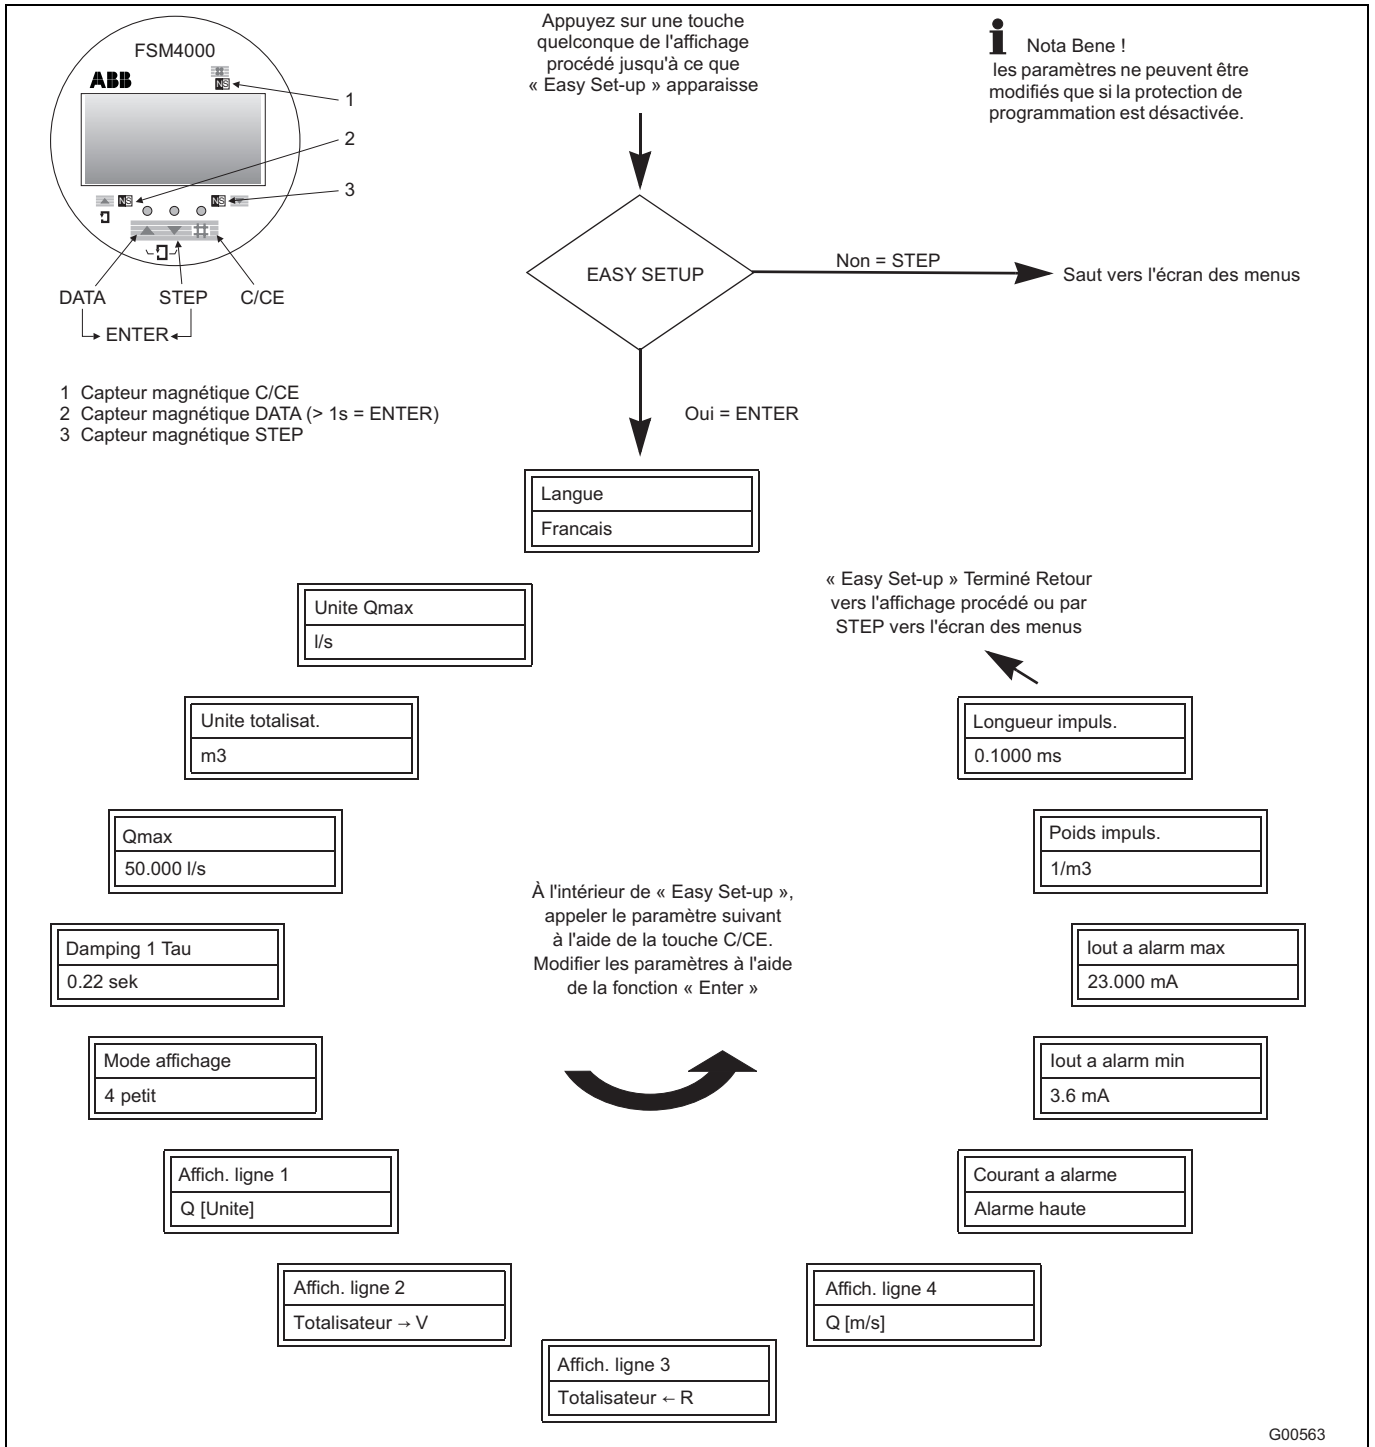 FSM4000
ABB
NS
1
2
3
NS
NS
DATA
STEP
C/CE
ENTER
1 Capteur magnétique C/CE
2 Capteur magnétique DATA (> 1s = ENTER)
3 Capteur magnétique STEP
Appuyez sur une touche
quelconque de l'affichage
procédé jusqu'à ce que
« Easy Set-up » apparaisse
i Nota Bene !
les paramètres ne peuvent être
modifiés que si la protection de
programmation est désactivée.
EASY SETUP
Non = STEP
Saut vers l'écran des menus
Oui = ENTER
Langue
Francais
Unite Qmax
l/s
Unite totalisat.
m3
Qmax
50.000 l/s
Damping 1 Tau
0.22 sek
Mode affichage
4 petit
Affich. ligne 1
Q [Unite]
Affich. ligne 2
Totalisateur → V
Affich. ligne 3
Totalisateur ← R
Affich. ligne 4
Q [m/s]
Courant a alarme
Alarme haute
Iout a alarm min
3.6 mA
Iout a alarm max
23.000 mA
Poids impuls.
1/m3
Longueur impuls.
0.1000 ms
« Easy Set-up » Terminé Retour
vers l'affichage procédé ou par
STEP vers l'écran des menus
À l'intérieur de « Easy Set-up »,
appeler le paramètre suivant
à l'aide de la touche C/CE.
Modifier les paramètres à l'aide
de la fonction « Enter »
G00563